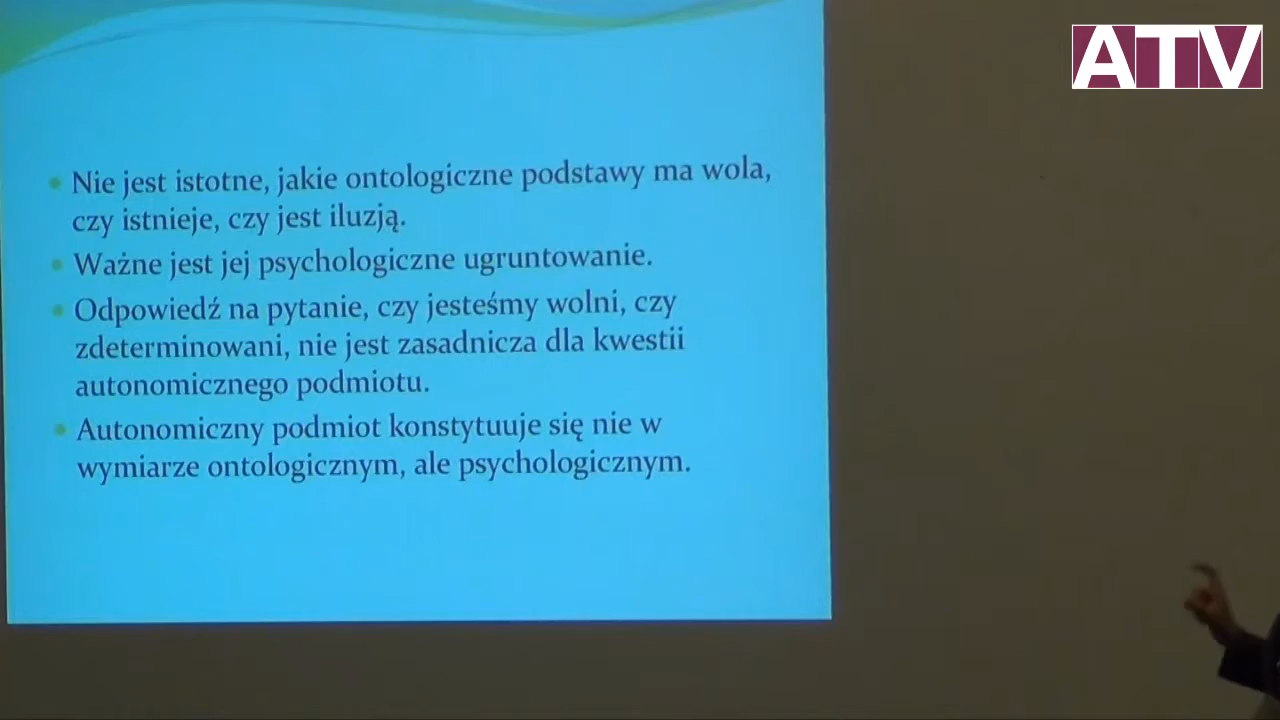 ATV
Nie jest istotne, jakie ontologiczne podstawy ma wola,
czy istnieje, czy jest iluzją.
Ważne jest jej psychologiczne ugruntowanie.
Odpowiedź na pytanie, czy jesteśmy wolni, czy
zdeterminowani, nie jest zasadnicza dla kwestii
autonomicznego podmiotu.
Autonomiczny podmiot konstytuuje się nie w
wymiarze ontologicznym, ale psychologicznym.